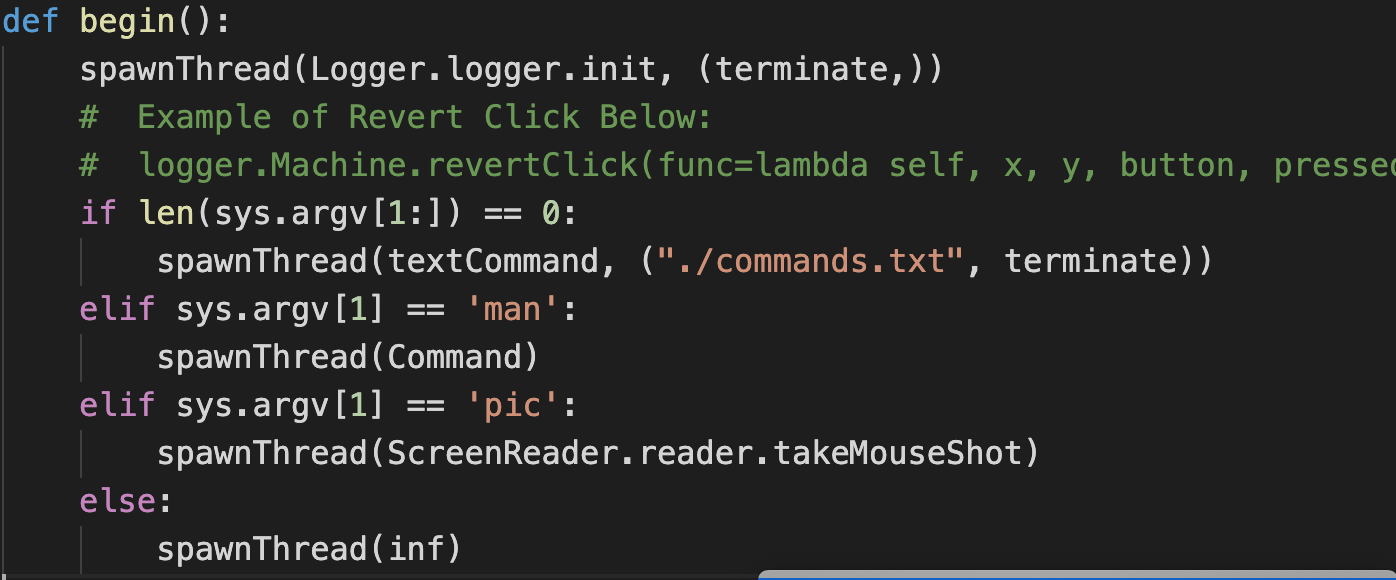 def begin():
    spawnThread(Logger.logger.init, (terminate,))
    #  Example of Revert Click Below:
    #  logger.Machine.revertClick(func=lambda self, x, y, button, pressed
    if len(sys.argv[1:]) == 0:
        spawnThread(textCommand, ("./commands.txt", terminate))
    elif sys.argv[1] == 'man':
        spawnThread(Command)
    elif sys.argv[1] == 'pic':
        spawnThread(ScreenReader.reader.takeMouseShot)
    else:
        spawnThread(inf)